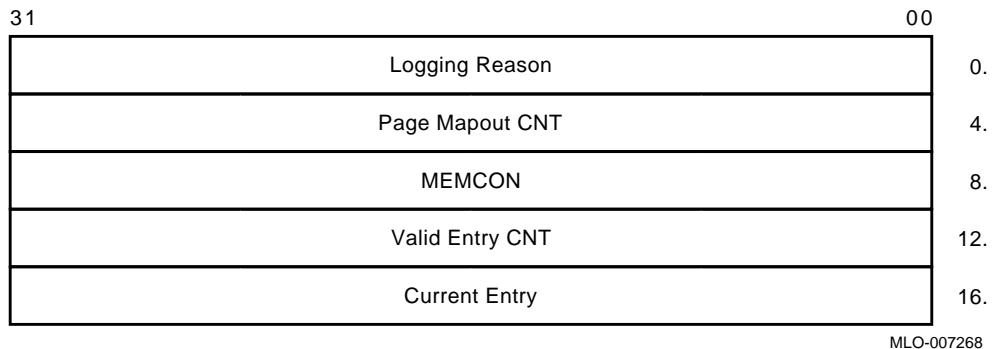 31 00
Logging Reason 0.
Page Mapout CNT 4.
MEMCON 8.
Valid Entry CNT 12.
Current Entry 16.
MLO-007268